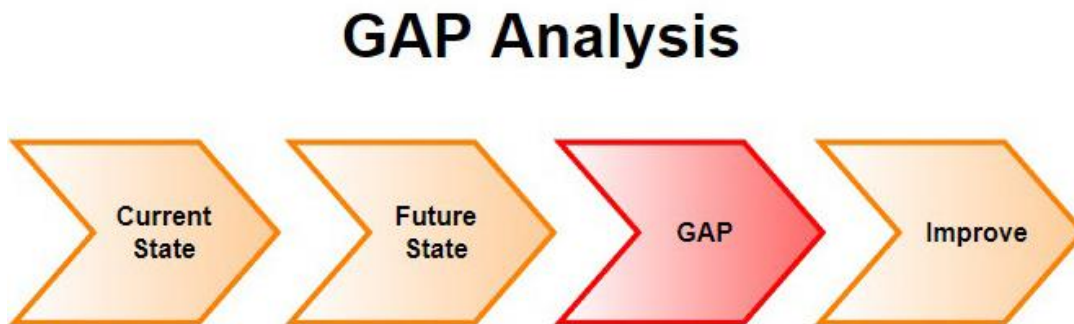 GAP Analysis
Current
State
Future
State
GAP
Improve